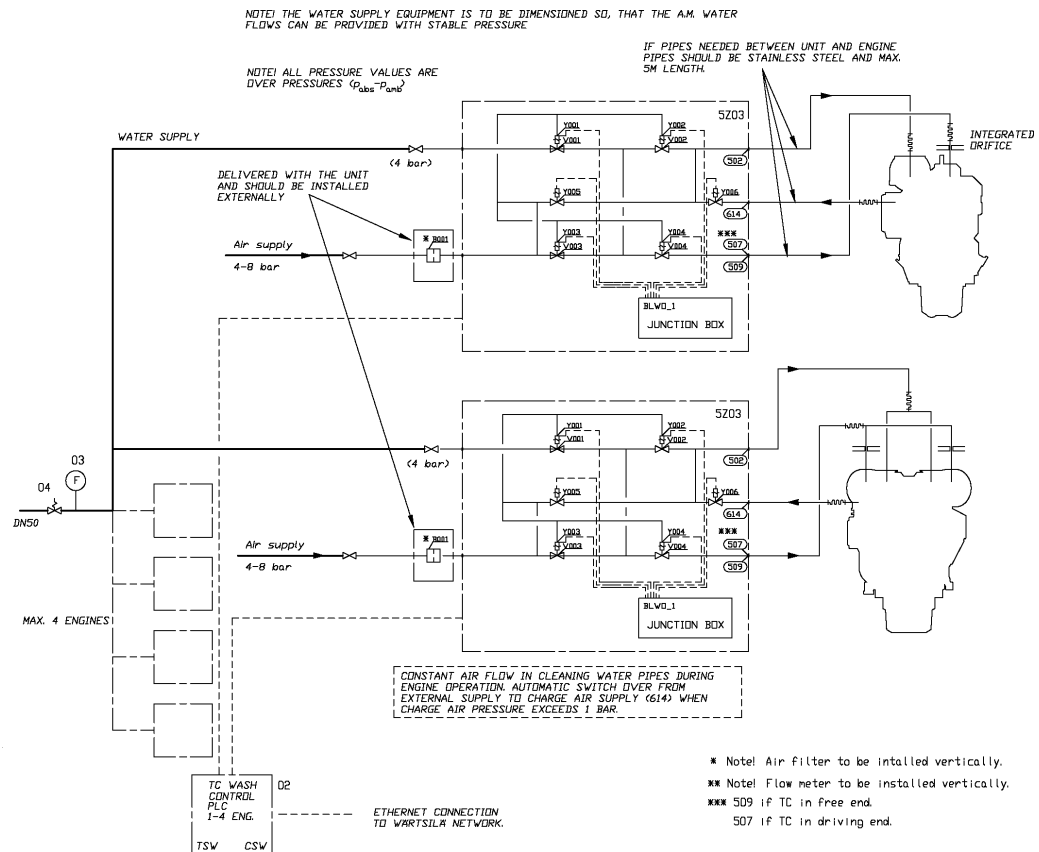 NOTE! THE WATER SUPPLY EQUIPMENT IS TO BE DIMENSIONED SO, THAT THE A.M. WATER
FLOWS CAN BE PROVIDED WITH STABLE PRESSURE
IF PIPES NEEDED BETWEEN UNIT AND ENGINE
PIPES SHOULD BE STAINLESS STEEL AND MAX.
5M LENGTH.
NOTE! ALL PRESSURE VALUES ARE
OVER PRESSURES (Pabs-Pamb)
5Z03
WATER SUPPLY
(4 bar)
Y001
V001
Y002
V002
502
INTEGRATED
ORIFICE
DELIVERED WITH THE UNIT
AND SHOULD BE INSTALLED
EXTERNALLY
Y005
Y006
614
Air supply
4-8 bar
* B001
Y003
V003
Y004
V004
***
507
509
BLWO_1
JUNCTION BOX
5Z03
(4 bar)
Y001
V001
Y002
V002
502
03
F
04
DN50
Y005
Y006
614
Air supply
4-8 bar
* B001
Y003
V003
Y004
V004
***
507
509
BLWO_1
JUNCTION BOX
MAX. 4 ENGINES
CONSTANT AIR FLOW IN CLEANING WATER PIPES DURING
ENGINE OPERATION. AUTOMATIC SWITCH OVER FROM
EXTERNAL SUPPLY TO CHARGE AIR SUPPLY (614) WHEN
CHARGE AIR PRESSURE EXCEEDS 1 BAR.
TC WASH
CONTROL
PLC
1-4 ENG.
02
TSW CSW
ETHERNET CONNECTION
TO WÄRTSILÄ NETWORK.
* Note! Air filter to be intalled vertically.
** Note! Flow meter to be installed vertically.
*** 509 if TC in free end.
507 if TC in driving end.